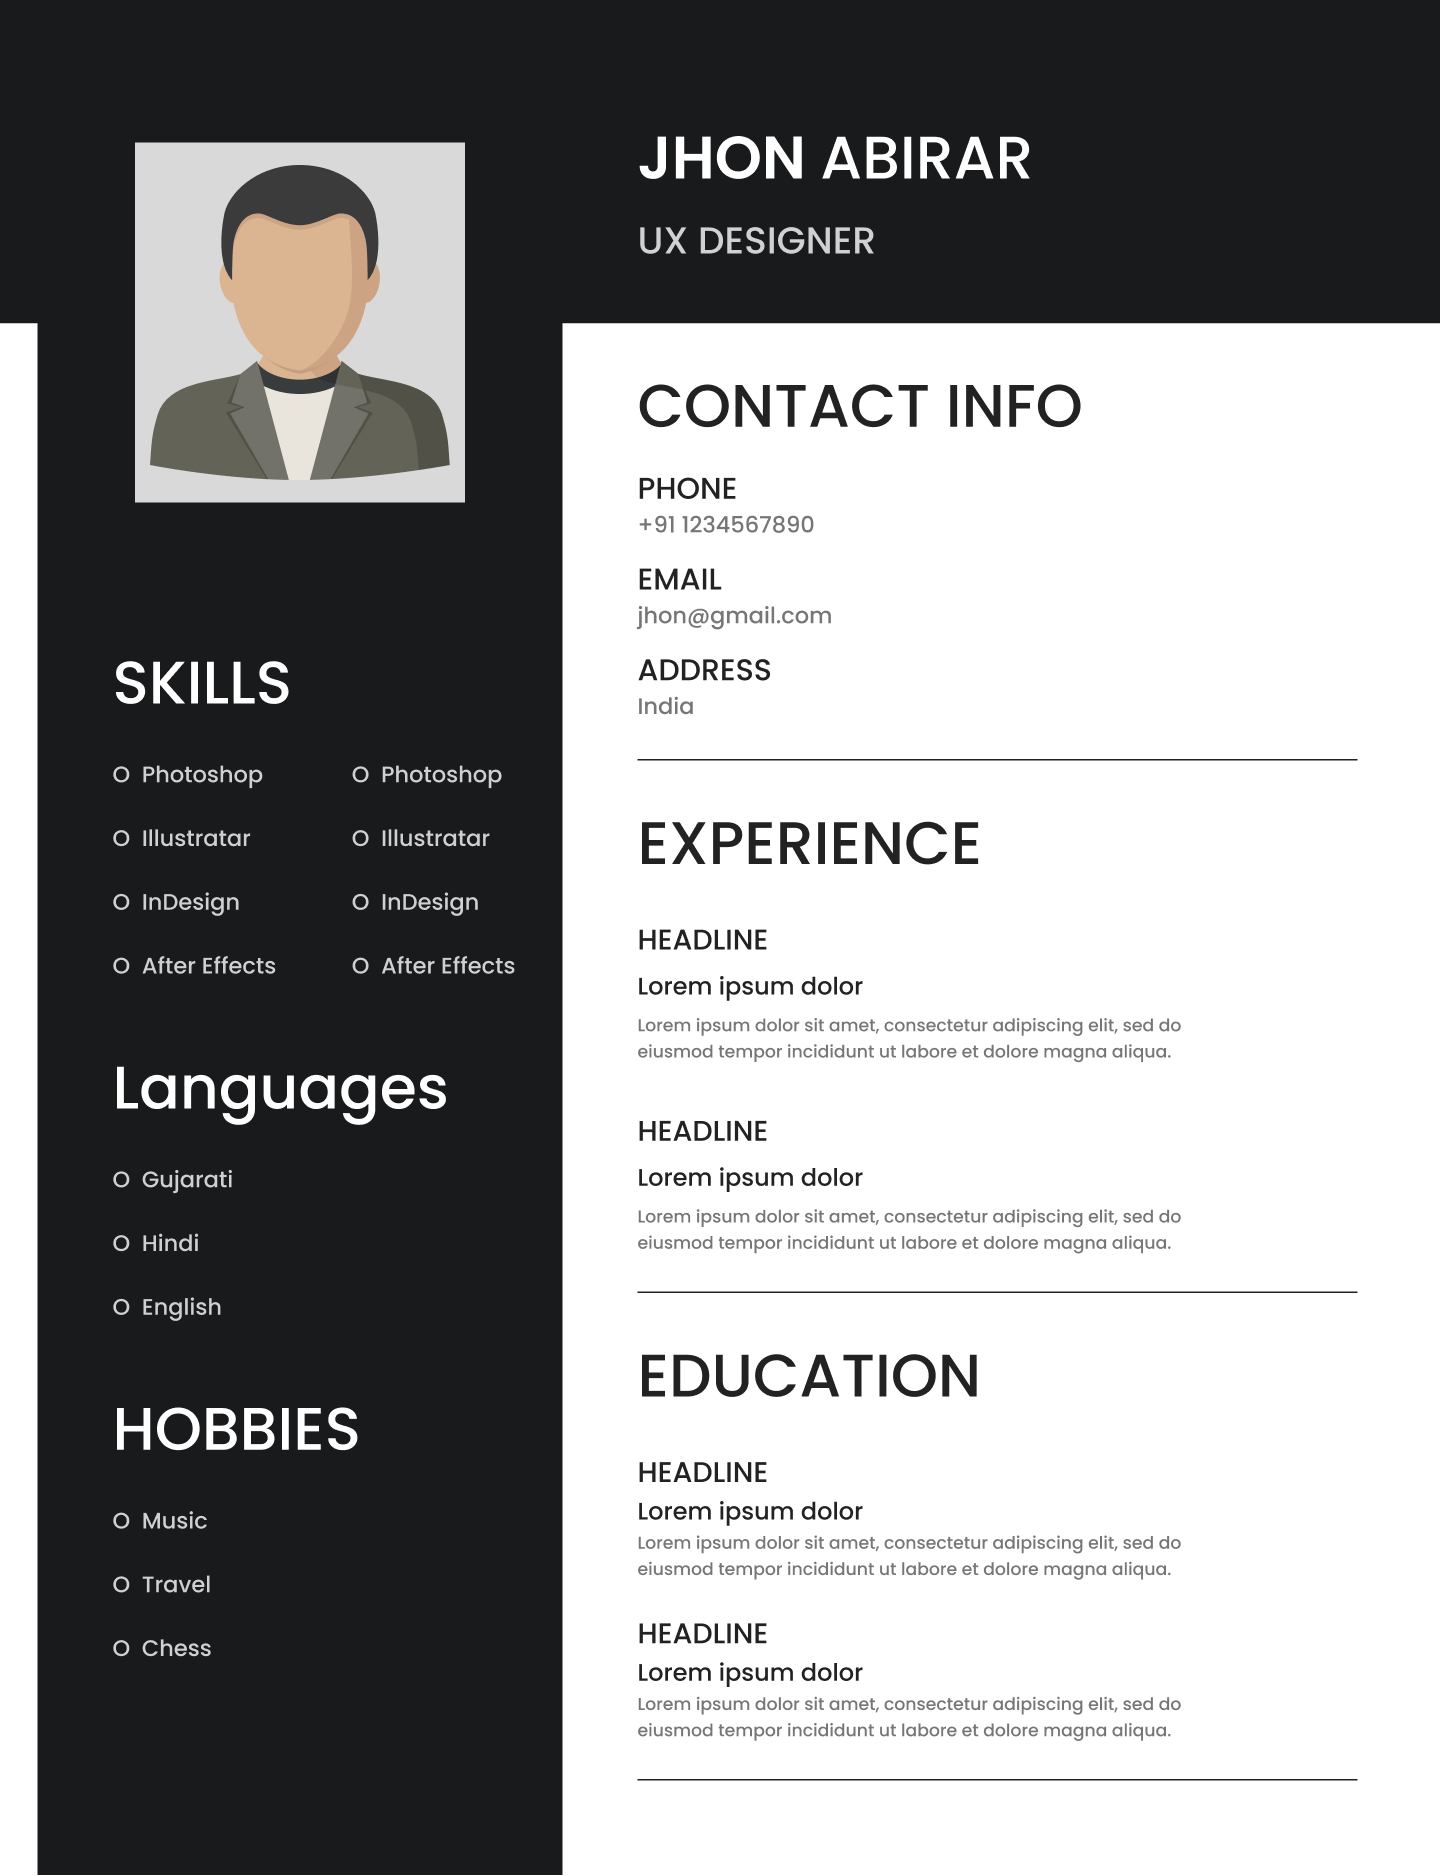 JHON ABIRAR
UX DESIGNER
SKILLS
Photoshop
Illustratar
InDesign
After Effects
Photoshop
Illustratar
InDesign
After Effects
Languages
Gujarati
Hindi
English
HOBBIES
Music
Travel
Chess
CONTACT INFO
PHONE
+91 1234567890
EMAIL
jhon@gmail.com
ADDRESS
India
EXPERIENCE
HEADLINE
Lorem ipsum dolor
Lorem ipsum dolor sit amet, consectetur adipiscing elit, sed do
eiusmod tempor incididunt ut labore et dolore magna aliqua.
HEADLINE
Lorem ipsum dolor
Lorem ipsum dolor sit amet, consectetur adipiscing elit, sed do
eiusmod tempor incididunt ut labore et dolore magna aliqua.
EDUCATION
HEADLINE
Lorem ipsum dolor
Lorem ipsum dolor sit amet, consectetur adipiscing elit, sed do
eiusmod tempor incididunt ut labore et dolore magna aliqua.
HEADLINE
Lorem ipsum dolor
Lorem ipsum dolor sit amet, consectetur adipiscing elit, sed do
eiusmod tempor incididunt ut labore et dolore magna aliqua.